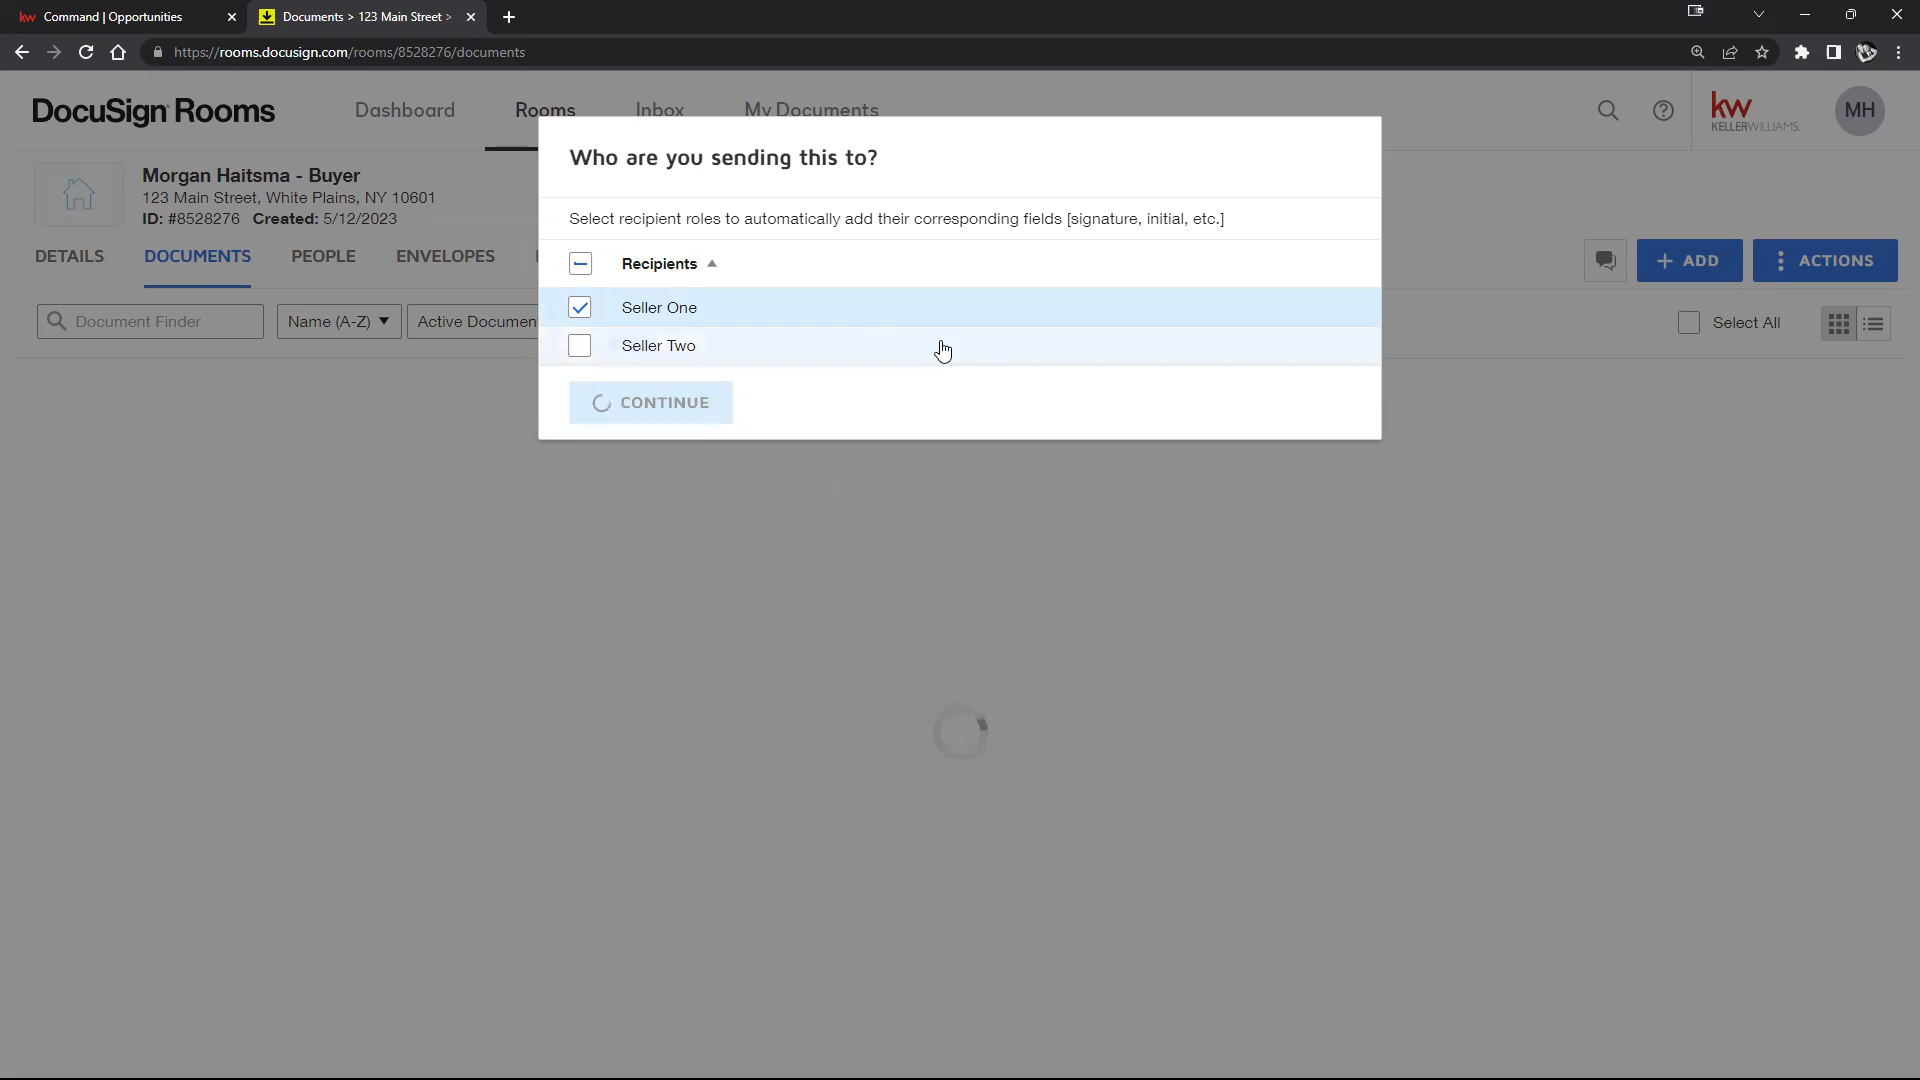 kw Command | Opportunities
Documents > 123 Main Street >
https://rooms.docusign.com/rooms/8528276/documents
DocuSign Rooms
Dashboard
Rooms
Inbox
My Documents
kw
KELLERWILLIAMS.
MH
Who are you sending this to?
Morgan Haitsma - Buyer
123 Main Street, White Plains, NY 10601
ID: #8528276 Created: 5/12/2023
Select recipient roles to automatically add their corresponding fields [signature, initial, etc.]
DETAILS
DOCUMENTS
PEOPLE
ENVELOPES
Recipients
+ ADD
ACTIONS
Seller One
Document Finder
Name (A-Z)
Active Documen
Select All
Seller Two
CONTINUE